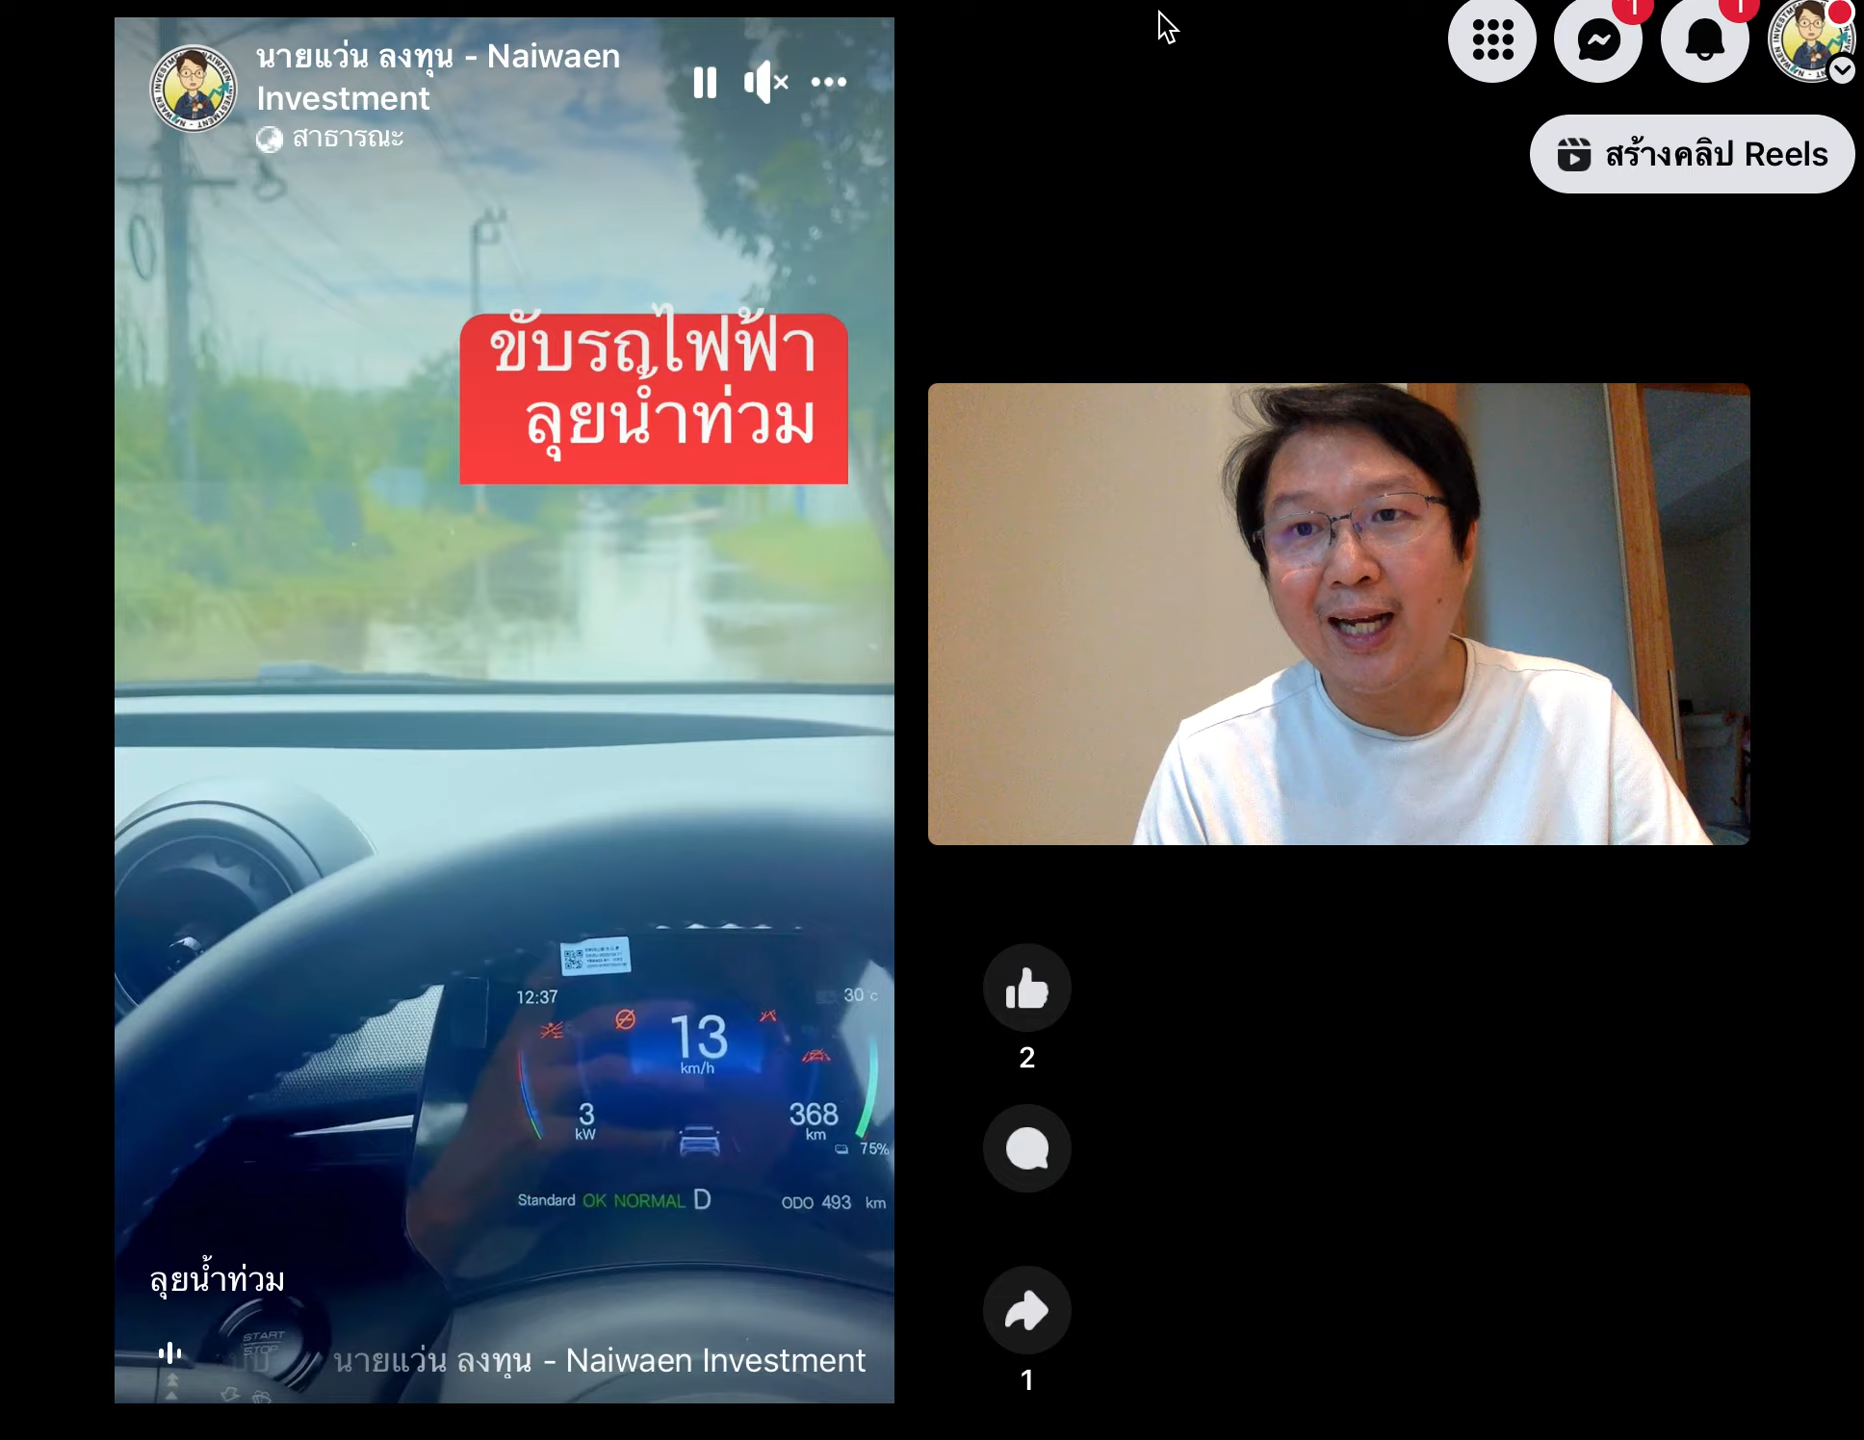 นายแว่น ลงทุน - Naiwaen
Investment
สาธารณะ
1
1
สร้างคลิป Reels
ขับรถไฟฟ้า
ลุยน้ำท่วม
12:37
30 °c
13
km/h
3
kW
368
km
75%
Standard OK NORMAL D
ODO 493 km
2
1
ลุยน้ำท่วม
START
STOP
นายแว่น ลงทุน - Naiwaen Investment